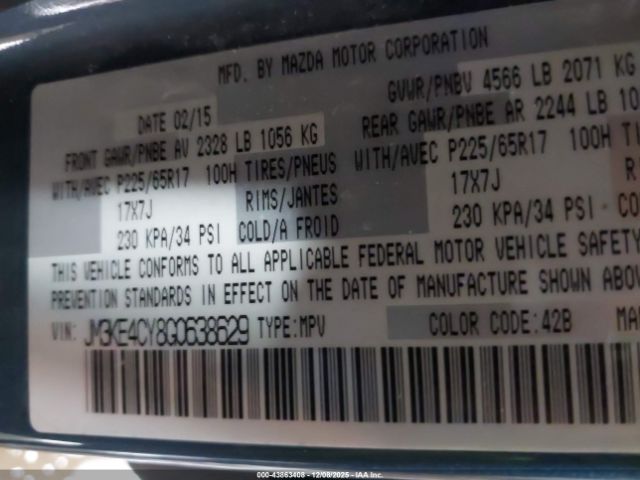 MFD. BY MAZDA MOTOR CORPORATION
DATE 02/15 GVWR/PNBV 4566 LB 2071 KG
FRONT GAWR/PNBE AV 2328 LB 1056 KG REAR GAWR/PNBE AR 2244 LB
WITH/AVEC P225/65R17 100H TIRES/PNEUS WITH/AVEC P225/65R17 100H
17X7J RIMS/JANTES 17X7J
230 KPA/34 PSI COLD/A FROID 230 KPA/34 PSI
THIS VEHICLE CONFORMS TO ALL APPLICABLE FEDERAL MOTOR VEHICLE SAFETY
PREVENTION STANDARDS IN EFFECT ON THE DATE OF MANUFACTURE SHOWN
VIN: JM3KE4CY8G0638629 TYPE:MPV COLOR CODE:42B
000-43863408 - 12/08/2025 - IAAI.com